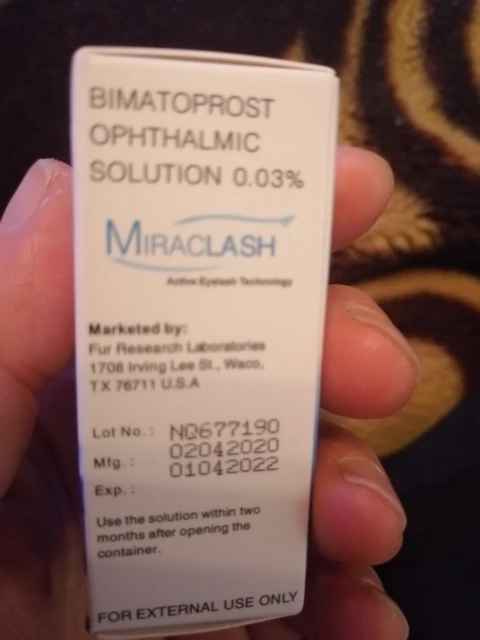 BIMATOPROST
OPHTHALMIC
SOLUTION 0.03%
MIRACLASH
Active Eyelash Technology
Marketed by:
Fur Research Laboratories
1708 Irving Lee St., Waco,
TX 76711 U.S.A
Lot No.: NQ677190
Mfg.: 02042020
Exp.: 01042022
Use the solution within two
months after opening the
container.
FOR EXTERNAL USE ONLY